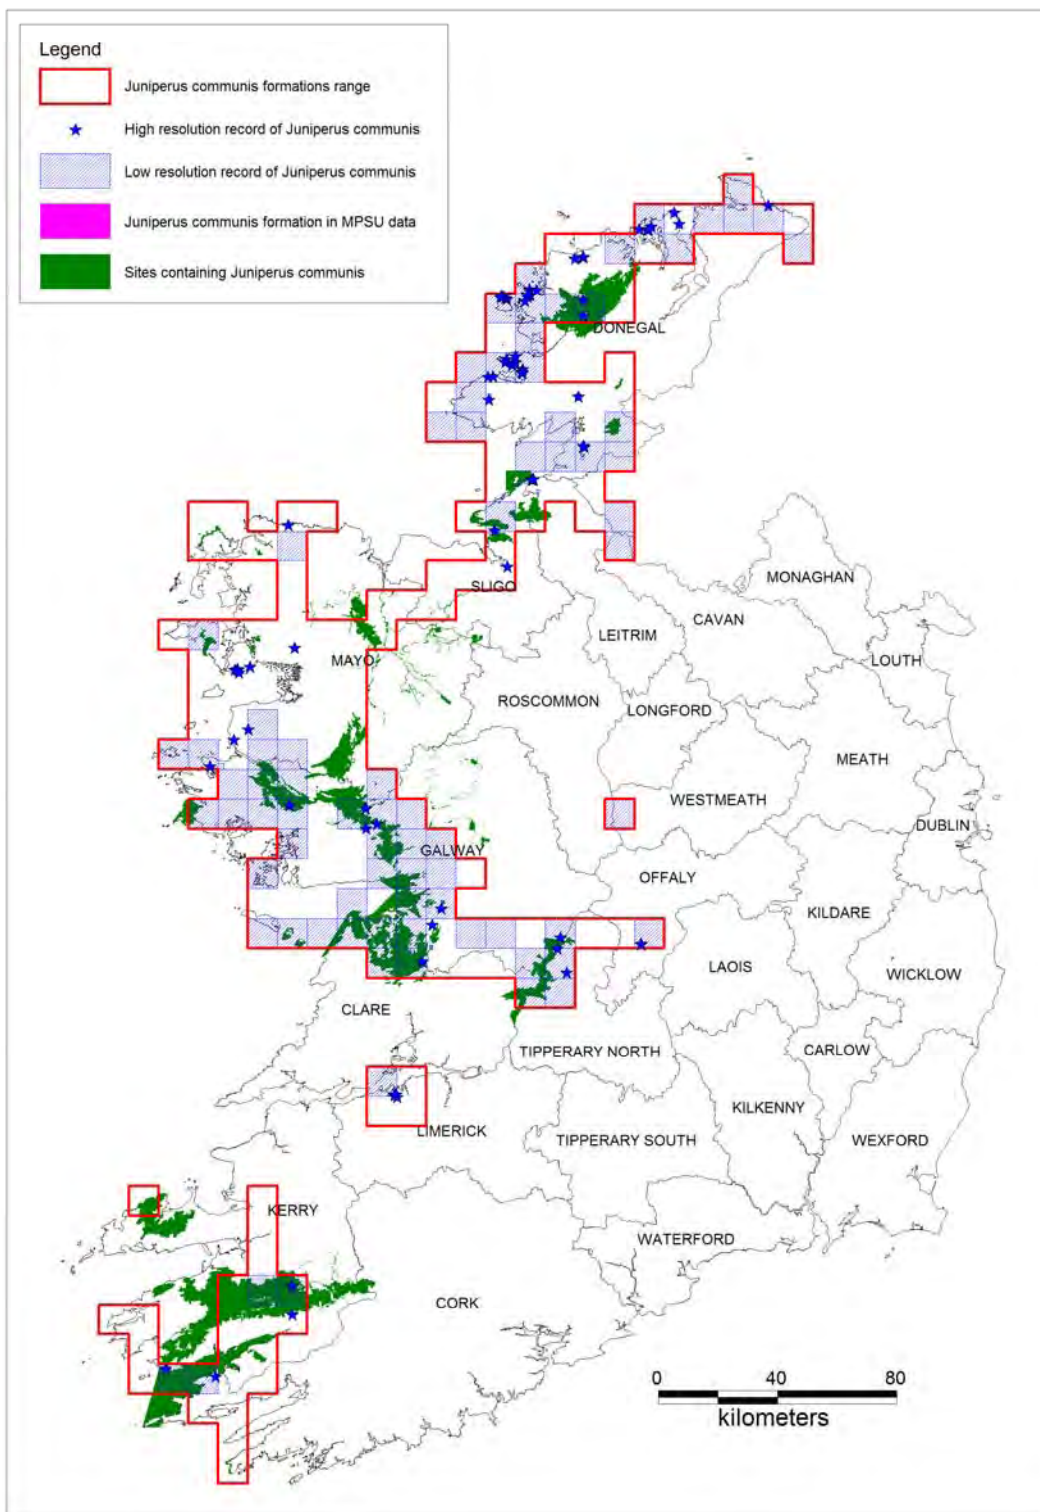 Legend
Juniperus communis formations range
High resolution record of Juniperus communis
Low resolution record of Juniperus communis
Juniperus communis formation in MPSU data
Sites containing Juniperus communis
DONEGAL
MONAGHAN
SLIGO
CAVAN
LEITRIM
LOUTH
MAYO
ROSCOMMON
LONGFORD
MEATH
WESTMEATH
DUBLIN
GALWAY
OFFALY
KILDARE
LAOIS
WICKLOW
CLARE
TIPPERARY NORTH
CARLOW
KILKENNY
LIMERICK
TIPPERARY SOUTH
WEXFORD
KERRY
WATERFORD
CORK
0 40 80
kilometers